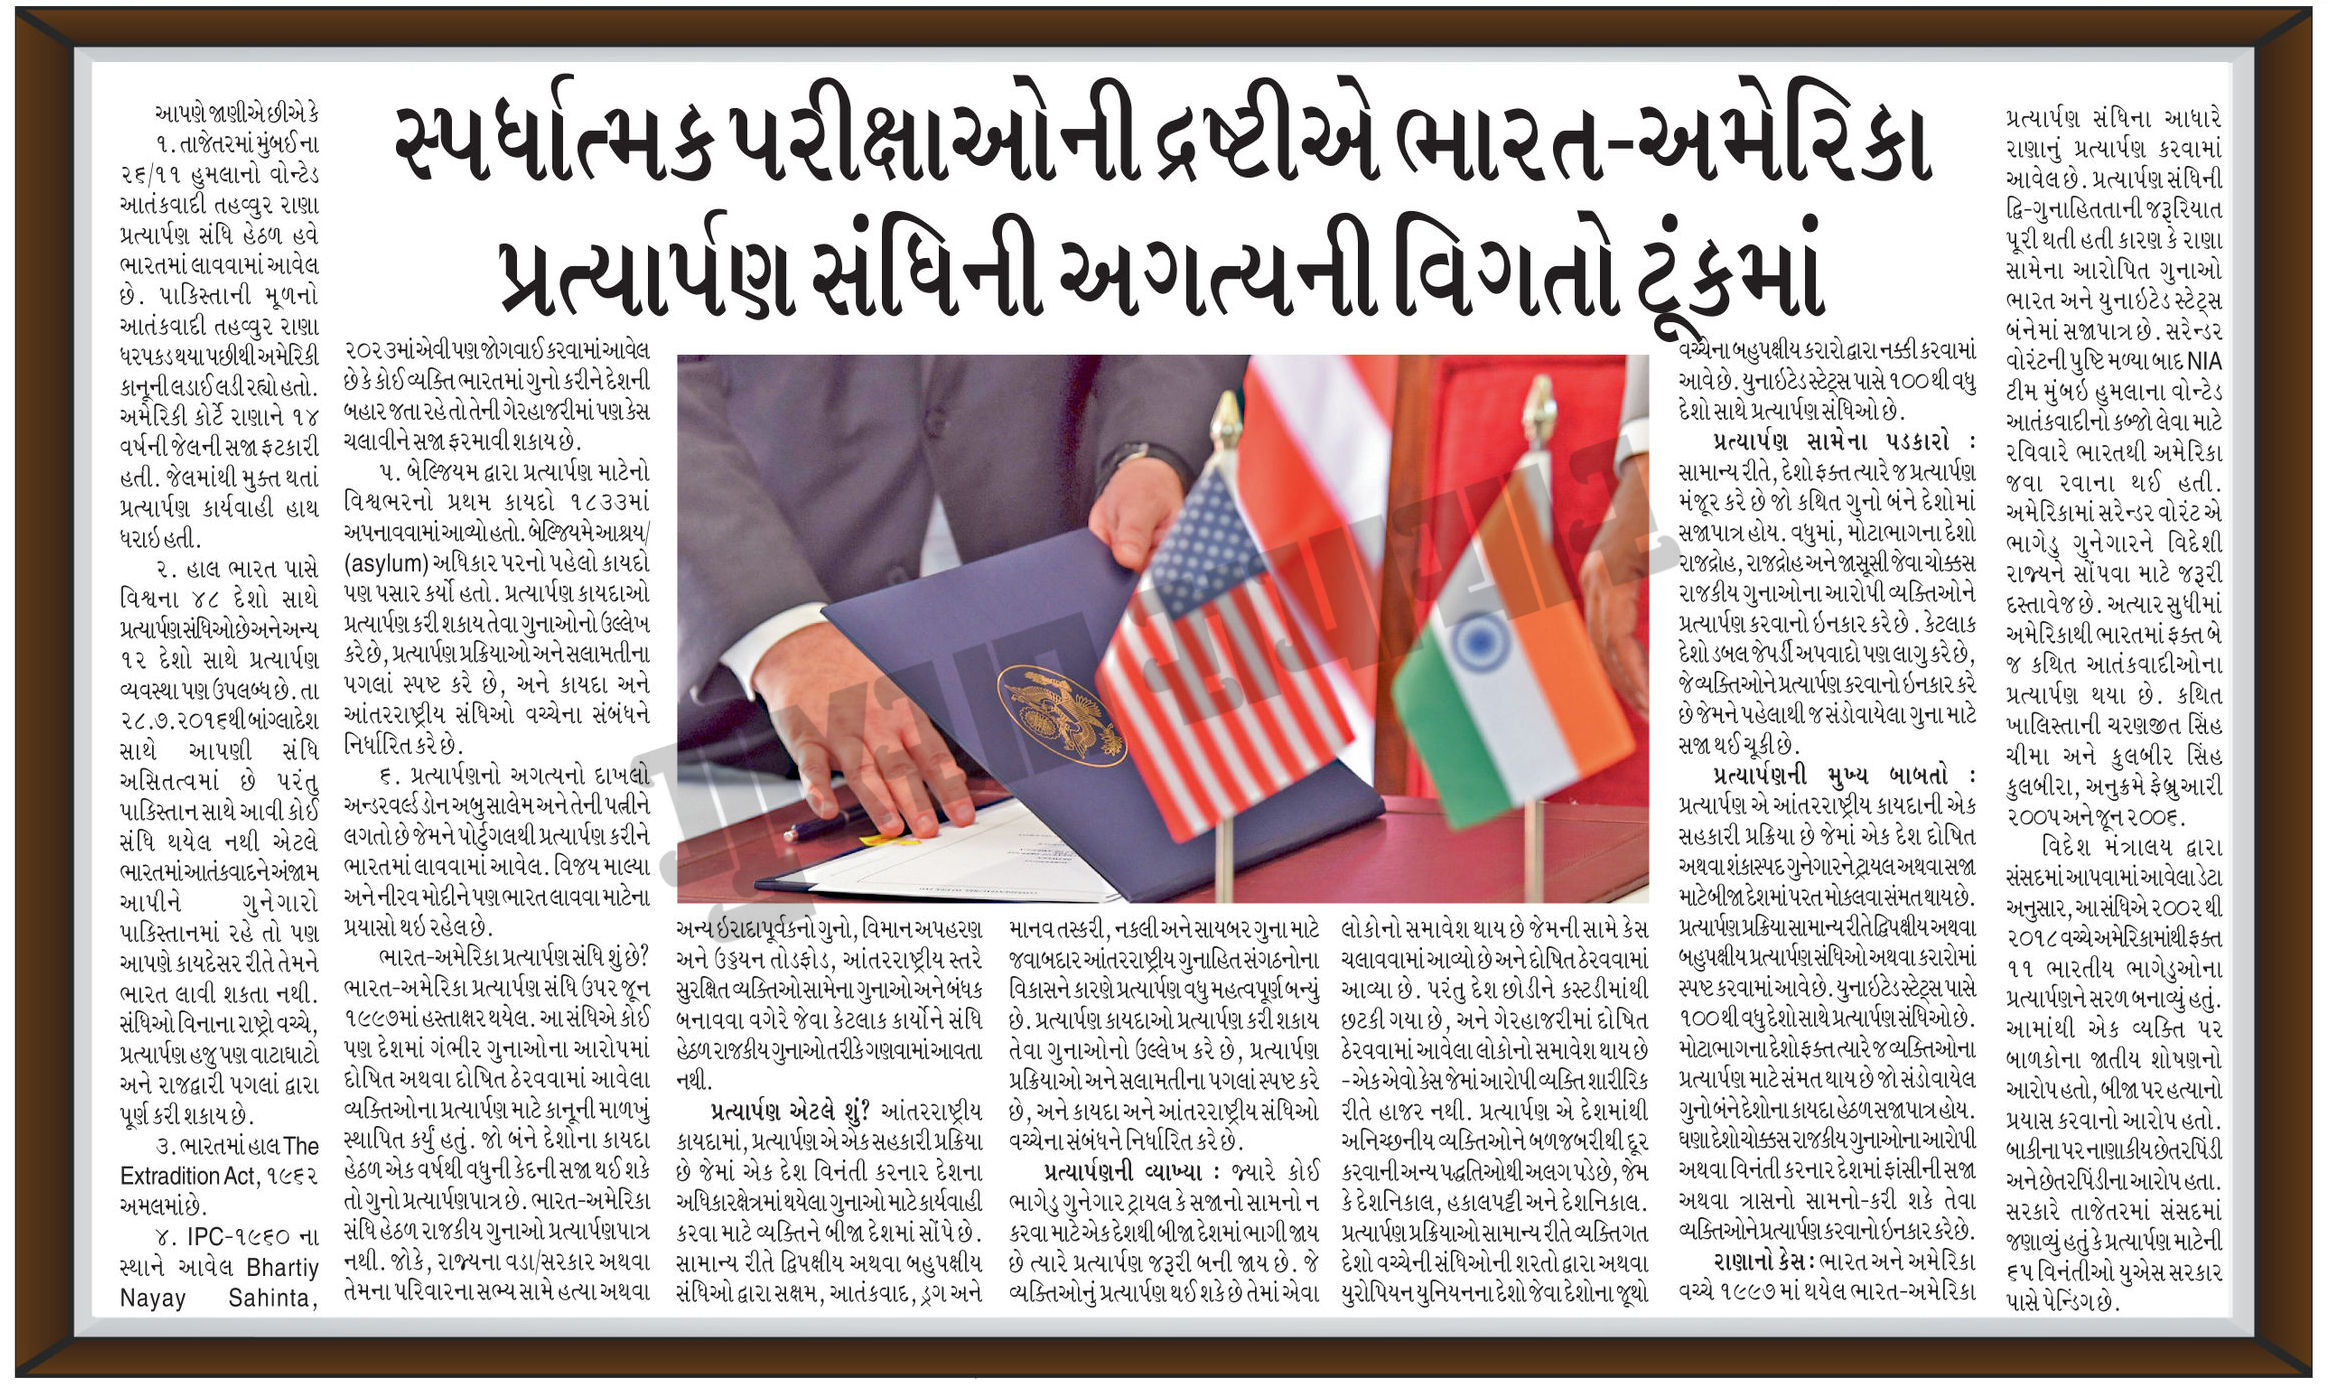 સ્પર્ધાત્મક પરીક્ષાઓની દ્રષ્ટીએ ભારત-અમેરિકા
પ્રત્યાર્પણ સંધિની અગત્યની વિગતો ટૂંકમાં
આપણે જાણીએ છીએ કે
૧. તાજેતરમાં મુંબઈના
૨૬/૧૧ હુમલાનો વોન્ટેડ
આતંકવાદી તહવ્વુર રાણા
પ્રત્યાર્પણ સંધિ હેઠળ હવે
ભારતમાં લાવવામાં આવેલ
છે. પાકિસ્તાની મૂળનો
આતંકવાદી તહવ્વુર રાણા
ધરપકડ થયા પછીથી અમેરિકી
કાનૂની લડાઈ લડી રહ્યો હતો.
અમેરિકી કોર્ટે રાણાને ૧૪
વર્ષની જેલની સજા ફટકારી
હતી. જેલમાંથી મુક્ત થતાં
પ્રત્યાર્પણ કાર્યવાહી હાથ
ધરાઇ હતી.
૨. હાલ ભારત પાસે
વિશ્વના ૪૮ દેશો સાથે
પ્રત્યાર્પણ સંધિઓ છે અને અન્ય
૧૨ દેશો સાથે પ્રત્યાર્પણ
વ્યવસ્થા પણ ઉપલબ્ધ છે. તા
૨૮.૭.૨૦૧૬થી બાંગ્લાદેશ
સાથે આપણી સંધિ
અસિતત્વમાં છે પરંતુ
પાકિસ્તાન સાથે આવી કોઈ
સંધિ થયેલ નથી એટલે
ભારતમાં આતંકવાદને અંજામ
આપીને ગુનેગારો
પાકિસ્તાનમાં રહે તો પણ
આપણે કાયદેસર રીતે તેમને
ભારત લાવી શકતા નથી.
સંધિઓ વિનાના રાષ્ટ્રો વચ્ચે,
પ્રત્યાર્પણ હજુ પણ વાટાઘાટો
અને રાજદ્વારી પગલાં દ્વારા
પૂર્ણ કરી શકાય છે.
૩. ભારતમાં હાલ The
Extradition Act, ૧૯૬૨
અમલમાં છે.
૪. IPC-૧૯૬૦ ના
સ્થાને આવેલ Bhartiy
Nayay Sahinta,
૨૦૨૩માં એવી પણ જોગવાઈ કરવામાં આવેલ
છે કે કોઈ વ્યક્તિ ભારતમાં ગુનો કરીને દેશની
બહાર જતા રહે તો તેની ગેરહાજરીમાં પણ કેસ
ચલાવીને સજા ફરમાવી શકાય છે.
૫. બેલ્જિયમ દ્વારા પ્રત્યાર્પણ માટેનો
વિશ્વભરનો પ્રથમ કાયદો ૧૮૩૩માં
અપનાવવામાં આવ્યો હતો. બેલ્જિયમે આશ્રય/
(asylum) અધિકાર પરનો પહેલો કાયદો
પણ પસાર કર્યો હતો. પ્રત્યાર્પણ કાયદાઓ
પ્રત્યાર્પણ કરી શકાય તેવા ગુનાઓનો ઉલ્લેખ
કરે છે, પ્રત્યાર્પણ પ્રક્રિયાઓ અને સલામતીના
પગલાં સ્પષ્ટ કરે છે, અને કાયદા અને
આંતરરાષ્ટ્રીય સંધિઓ વચ્ચેના સંબંધને
નિર્ધારિત કરે છે.
૬. પ્રત્યાર્પણનો અગત્યનો દાખલો
અન્ડરવર્લ્ડ ડોન અબુ સાલેમ અને તેની પત્નીને
લગતો છે જેમને પોર્ટુગલથી પ્રત્યાર્પણ કરીને
ભારતમાં લાવવામાં આવેલ. વિજય માલ્યા
અને નીરવ મોદીને પણ ભારત લાવવા માટેના
પ્રયાસો થઇ રહેલ છે.
ભારત-અમેરિકા પ્રત્યાર્પણ સંધિ શું છે?
ભારત-અમેરિકા પ્રત્યાર્પણ સંધિ ઉપર જૂન
૧૯૯૭માં હસ્તાક્ષર થયેલ. આ સંધિએ કોઈ
પણ દેશમાં ગંભીર ગુનાઓના આરોપમાં
દોષિત અથવા દોષિત ઠેરવવામાં આવેલા
વ્યક્તિઓના પ્રત્યાર્પણ માટે કાનૂની માળખું
સ્થાપિત કર્યું હતું. જો બંને દેશોના કાયદા
હેઠળ એક વર્ષથી વધુની કેદની સજા થઈ શકે
તો ગુનો પ્રત્યાર્પણપાત્ર છે. ભારત-અમેરિકા
સંધિ હેઠળ રાજકીય ગુનાઓ પ્રત્યાર્પણપાત્ર
નથી. જોકે, રાજ્યના વડા/સરકાર અથવા
તેમના પરિવારના સભ્ય સામે હત્યા અથવા
અન્ય ઇરાદાપૂર્વકનો ગુનો, વિમાન અપહરણ
અને ઉડ્ડયન તોડફોડ, આંતરરાષ્ટ્રીય સ્તરે
સુરક્ષિત વ્યક્તિઓ સામેના ગુનાઓ અને બંધક
બનાવવા વગેરે જેવા કેટલાક કાર્યોને સંધિ
હેઠળ રાજકીય ગુનાઓ તરીકે ગણવામાં આવતા
નથી.
પ્રત્યાર્પણ એટલે શું? આંતરરાષ્ટ્રીય
કાયદામાં, પ્રત્યાર્પણ એ એક સહકારી પ્રક્રિયા
છે જેમાં એક દેશ વિનંતી કરનાર દેશના
અધિકારક્ષેત્રમાં થયેલા ગુનાઓ માટે કાર્યવાહી
કરવા માટે વ્યક્તિને બીજા દેશમાં સોંપે છે.
સામાન્ય રીતે દ્વિપક્ષીય અથવા બહુપક્ષીય
સંધિઓ દ્વારા સક્ષમ, આતંકવાદ, ડ્રગ અને
માનવ તસ્કરી, નકલી અને સાયબર ગુના માટે
જવાબદાર આંતરરાષ્ટ્રીય ગુનાહિત સંગઠનોના
વિકાસને કારણે પ્રત્યાર્પણ વધુ મહત્વપૂર્ણ બન્યું
છે. પ્રત્યાર્પણ કાયદાઓ પ્રત્યાર્પણ કરી શકાય
તેવા ગુનાઓનો ઉલ્લેખ કરે છે, પ્રત્યાર્પણ
પ્રક્રિયાઓ અને સલામતીના પગલાં સ્પષ્ટ કરે
છે, અને કાયદા અને આંતરરાષ્ટ્રીય સંધિઓ
વચ્ચેના સંબંધને નિર્ધારિત કરે છે.
પ્રત્યાર્પણની વ્યાખ્યા : જ્યારે કોઈ
ભાગેડુ ગુનેગાર ટ્રાયલ કે સજાનો સામનો ન
કરવા માટે એક દેશથી બીજા દેશમાં ભાગી જાય
છે ત્યારે પ્રત્યાર્પણ જરૂરી બની જાય છે. જે
વ્યક્તિઓનું પ્રત્યાર્પણ થઈ શકે છે તેમાં એવા
લોકોનો સમાવેશ થાય છે જેમની સામે કેસ
ચલાવવામાં આવ્યો છે અને દોષિત ઠેરવવામાં
આવ્યા છે. પરંતુ દેશ છોડીને કસ્ટડીમાંથી
છટકી ગયા છે, અને ગેરહાજરીમાં દોષિત
ઠેરવવામાં આવેલા લોકોનો સમાવેશ થાય છે
-એક એવો કેસ જેમાં આરોપી વ્યક્તિ શારીરિક
રીતે હાજર નથી. પ્રત્યાર્પણ એ દેશમાંથી
અનિચ્છનીય વ્યક્તિઓને બળજબરીથી દૂર
કરવાની અન્ય પદ્ધતિઓથી અલગ પડે છે, જેમ
કે દેશનિકાલ, હકાલપટ્ટી અને દેશનિકાલ.
પ્રત્યાર્પણ પ્રક્રિયાઓ સામાન્ય રીતે વ્યક્તિગત
દેશો વચ્ચેની સંધિઓની શરતો દ્વારા અથવા
યુરોપિયન યુનિયનના દેશો જેવા દેશોના જૂથો
વચ્ચેના બહુપક્ષીય કરારો દ્વારા નક્કી કરવામાં
આવે છે. યુનાઇટેડ સ્ટેટ્સ પાસે ૧૦૦ થી વધુ
દેશો સાથે પ્રત્યાર્પણ સંધિઓ છે.
પ્રત્યાર્પણ સામેના પડકારો :
સામાન્ય રીતે, દેશો ફક્ત ત્યારે જ પ્રત્યાર્પણ
મંજૂર કરે છે જો કથિત ગુનો બંને દેશોમાં
સજાપાત્ર હોય. વધુમાં, મોટાભાગના દેશો
રાજદ્રોહ, રાજદ્રોહ અને જાસૂસી જેવા ચોક્કસ
રાજકીય ગુનાઓના આરોપી વ્યક્તિઓને
પ્રત્યાર્પણ કરવાનો ઇનકાર કરે છે. કેટલાક
દેશો ડબલ જેપર્ડી અપવાદો પણ લાગુ કરે છે,
જે વ્યક્તિઓને પ્રત્યાર્પણ કરવાનો ઇનકાર કરે
છે જેમને પહેલાથી જ સંડોવાયેલા ગુના માટે
સજા થઈ ચૂકી છે.
પ્રત્યાર્પણની મુખ્ય બાબતો :
પ્રત્યાર્પણ એ આંતરરાષ્ટ્રીય કાયદાની એક
સહકારી પ્રક્રિયા છે જેમાં એક દેશ દોષિત
અથવા શંકાસ્પદ ગુનેગારને ટ્રાયલ અથવા સજા
માટે બીજા દેશમાં પરત મોકલવા સંમત થાય છે.
પ્રત્યાર્પણ પ્રક્રિયા સામાન્ય રીતે દ્વિપક્ષીય અથવા
બહુપક્ષીય પ્રત્યાર્પણ સંધિઓ અથવા કરારોમાં
સ્પષ્ટ કરવામાં આવે છે. યુનાઇટેડ સ્ટેટ્સ પાસે
૧૦૦થી વધુ દેશો સાથે પ્રત્યાર્પણ સંધિઓ છે.
મોટાભાગના દેશો ફક્ત ત્યારે જ વ્યક્તિઓના
પ્રત્યાર્પણ માટે સંમત થાય છે જો સંડોવાયેલ
ગુનો બંને દેશોના કાયદા હેઠળ સજાપાત્ર હોય.
ઘણા દેશો ચોક્કસ રાજકીય ગુનાઓના આરોપી
અથવા વિનંતી કરનાર દેશમાં ફાંસીની સજા
અથવા ત્રાસનો સામનો-કરી શકે તેવા
વ્યક્તિઓને પ્રત્યાર્પણ કરવાનો ઇનકાર કરે છે.
રાણાનો કેસ : ભારત અને અમેરિકા
વચ્ચે ૧૯૯૭ માં થયેલ ભારત-અમેરિકા
પ્રત્યાર્પણ સંધિના આધારે
રાણાનું પ્રત્યાર્પણ કરવામાં
આવેલ છે. પ્રત્યાર્પણ સંધિની
દ્વિ-ગુનાહિતતાની જરૂરિયાત
પૂરી થતી હતી કારણ કે રાણા
સામેના આરોપિત ગુનાઓ
ભારત અને યુનાઇટેડ સ્ટેટ્સ
બંનેમાં સજાપાત્ર છે. સરેન્ડર
વોરંટની પુષ્ટિ મળ્યા બાદ NIA
ટીમ મુંબઇ હુમલાના વોન્ટેડ
આતંકવાદીનો કબ્જો લેવા માટે
રવિવારે ભારતથી અમેરિકા
જવા રવાના થઈ હતી.
અમેરિકામાં સરેન્ડર વોરંટ એ
ભાગેડુ ગુનેગારને વિદેશી
રાજ્યને સોંપવા માટે જરૂરી
દસ્તાવેજ છે. અત્યાર સુધીમાં
અમેરિકાથી ભારતમાં ફક્ત બે
જ કથિત આતંકવાદીઓના
પ્રત્યાર્પણ થયા છે. કથિત
ખાલિસ્તાની ચરણજીત સિંહ
ચીમા અને કુલબીર સિંહ
કુલબીરા, અનુક્રમે ફેબ્રુઆરી
૨૦૦૫ અને જૂન ૨૦૦૬.
વિદેશ મંત્રાલય દ્વારા
સંસદમાં આપવામાં આવેલા ડેટા
અનુસાર, આ સંધિએ ૨૦૦૨ થી
૨૦૧૮ વચ્ચે અમેરિકામાંથી ફક્ત
૧૧ ભારતીય ભાગેડુઓના
પ્રત્યાર્પણને સરળ બનાવ્યું હતું.
આમાંથી એક વ્યક્તિ પર
બાળકોના જાતીય શોષણનો
આરોપ હતો, બીજા પર હત્યાનો
પ્રયાસ કરવાનો આરોપ હતો.
બાકીના પર નાણાકીય છેતરપિંડી
અને છેતરપિંડીના આરોપ હતા.
સરકારે તાજેતરમાં સંસદમાં
જણાવ્યું હતું કે પ્રત્યાર્પણ માટેની
૬૫ વિનંતીઓ યુએસ સરકાર
પાસે પેન્ડિંગ છે.